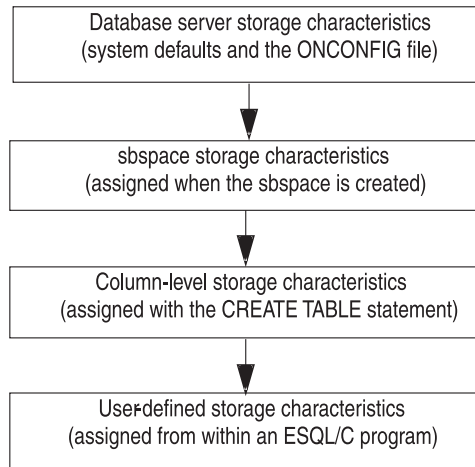 Database server storage characteristics
(system defaults and the ONCONFIG file)
sbspace storage characteristics
(assigned when the sbspace is created)
Column-level storage characteristics
(assigned with the CREATE TABLE statement)
User-defined storage characteristics
(assigned from within an ESQL/C program)